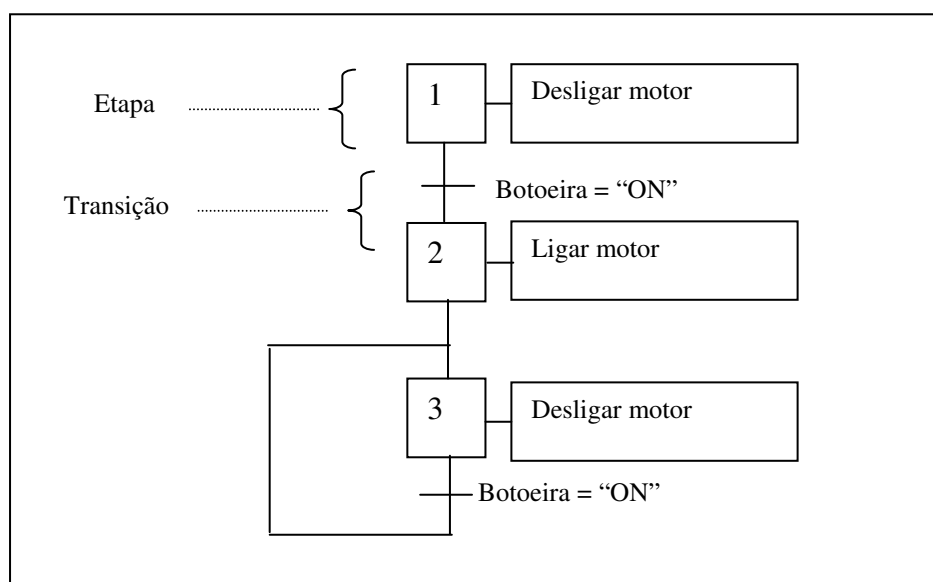 1
Desligar motor
Etapa
Botoeira = “ON”
Transição
2
Ligar motor
3
Desligar motor
Botoeira = “ON”